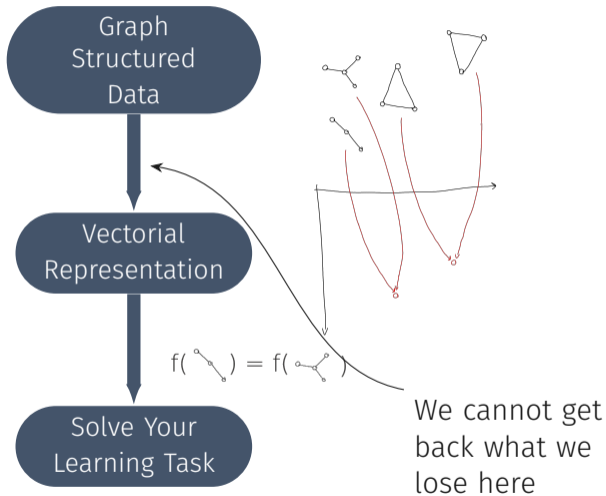 Graph
Structured
Data
Vectorial
Representation
f( ) = f( )
Solve Your
Learning Task
We cannot get
back what we
lose here